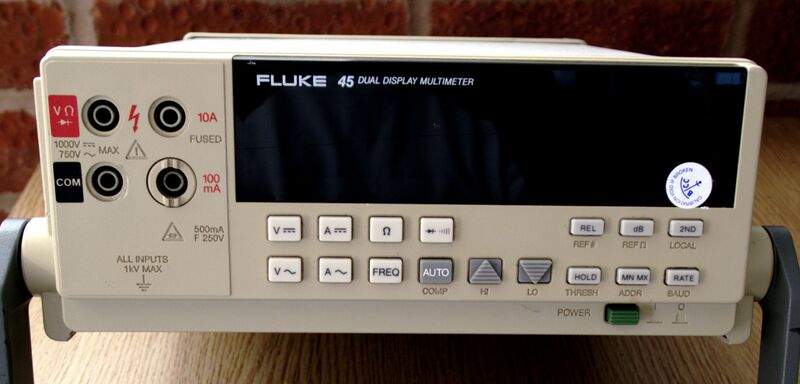 FLUKE 45 DUAL DISPLAY MULTIMETER
V Ω
10A
FUSED
1000V
750V MAX
COM
100
mA
500mA
F 250V
ALL INPUTS
1kV MAX
V A Ω
REL dB 2ND
REF # REF Ω LOCAL
V A FREQ AUTO HOLD MN MX RATE
COMP HI LO THRESH ADDR BAUD
POWER